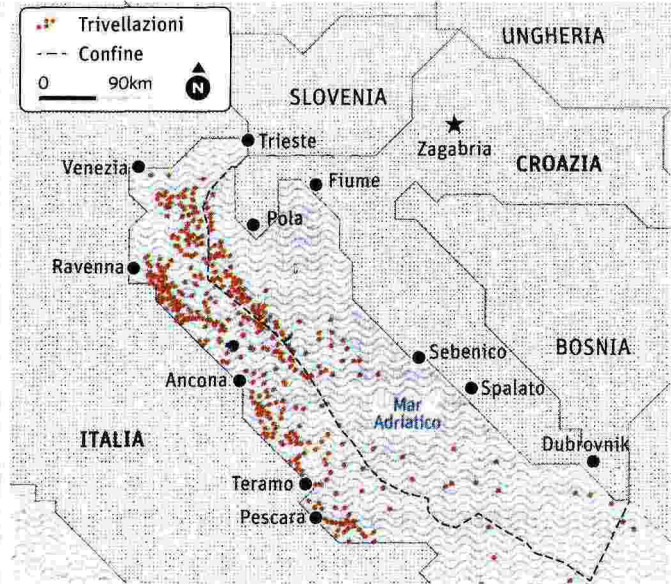 Trivellazioni
Confine
0 90km
N
UNGHERIA
SLOVENIA
Trieste
Zagabria
Venezia
CROAZIA
Fiume
Pola
Ravenna
Sebenico
BOSNIA
Ancona
Spalato
Mar
Adriatico
ITALIA
Dubrovnik
Teramo
Pescara